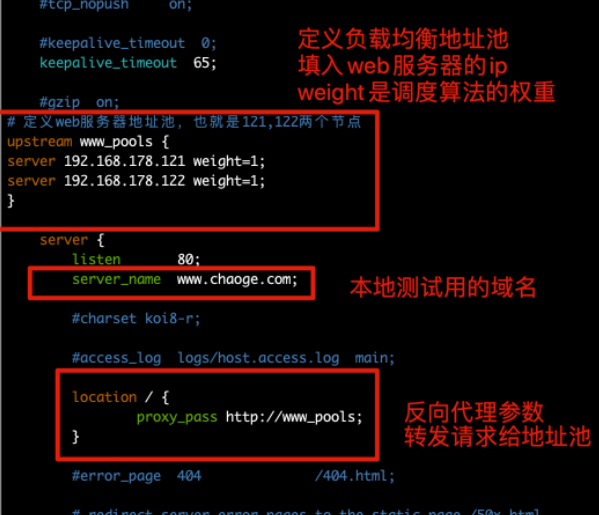 #tcp_nopush on;
#keepalive_timeout 0;
keepalive_timeout 65;
定义负载均衡地址池
填入web服务器的ip
weight是调度算法的权重
#gzip on;
# 定义web服务器地址池，也就是121,122两个节点
upstream www_pools {
server 192.168.178.121 weight=1;
server 192.168.178.122 weight=1;
}
server {
listen 80;
server_name www.chaoge.com;
本地测试用的域名
#charset koi8-r;
#access_log logs/host.access.log main;
location / {
proxy_pass http://www_pools;
}
反向代理参数
转发请求给地址池
#error_page 404 /404.html;
# redirect server error pages to the static page /50x.html